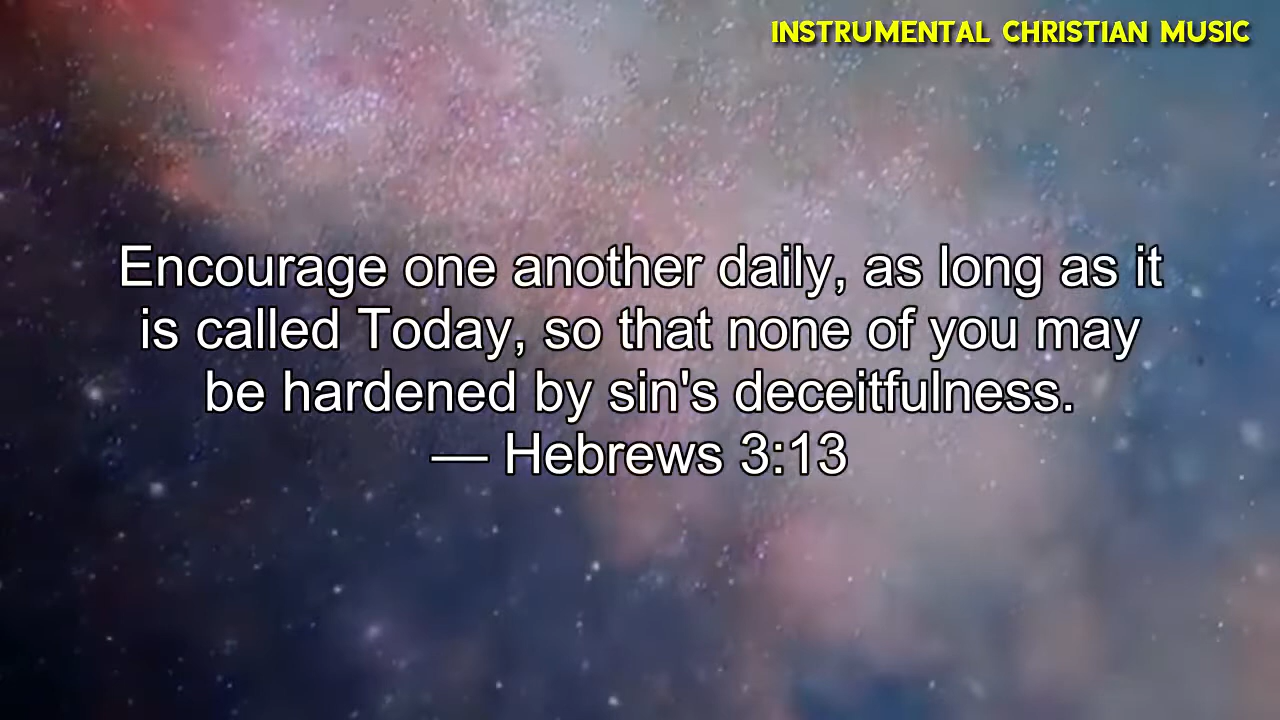 INSTRUMENTAL CHRISTIAN MUSIC
Encourage one another daily, as long as it
is called Today, so that none of you may
be hardened by sin's deceitfulness.
— Hebrews 3:13